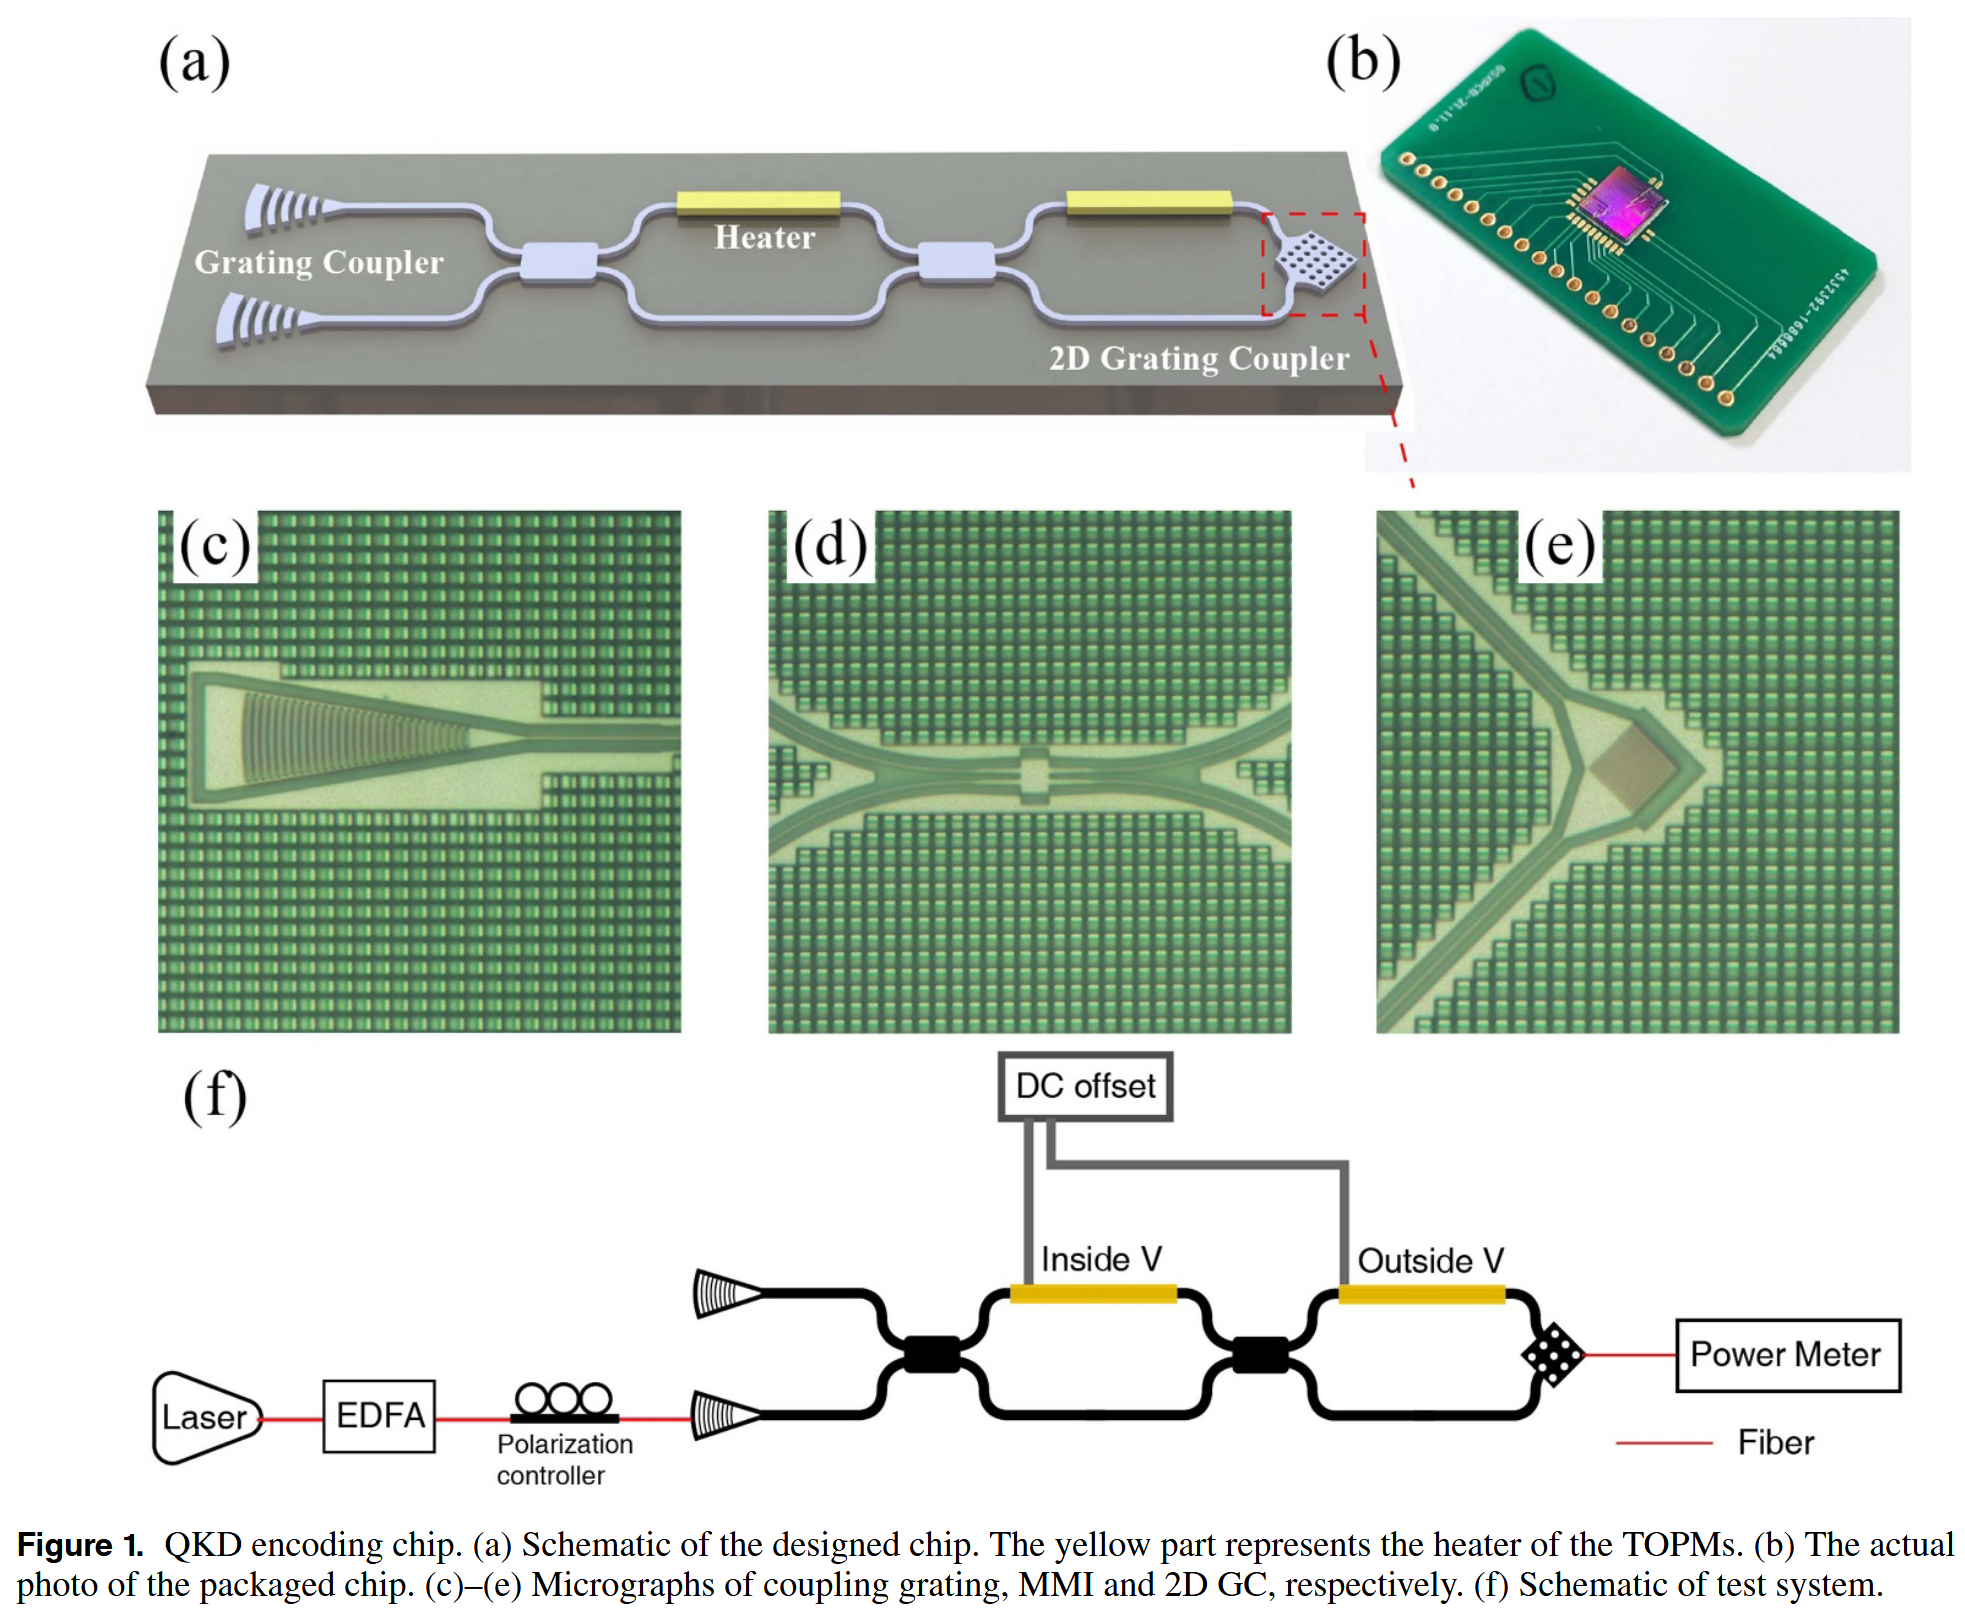 (a)
Grating Coupler
Heater
2D Grating Coupler
(b)
4532392-1688684
(c)
(d)
(e)
(f)
DC offset
Inside V
Outside V
Laser
EDFA
Polarization
controller
Power Meter
Fiber
Figure 1. QKD encoding chip. (a) Schematic of the designed chip. The yellow part represents the heater of the TOPMs. (b) The actual
photo of the packaged chip. (c)–(e) Micrographs of coupling grating, MMI and 2D GC, respectively. (f) Schematic of test system.